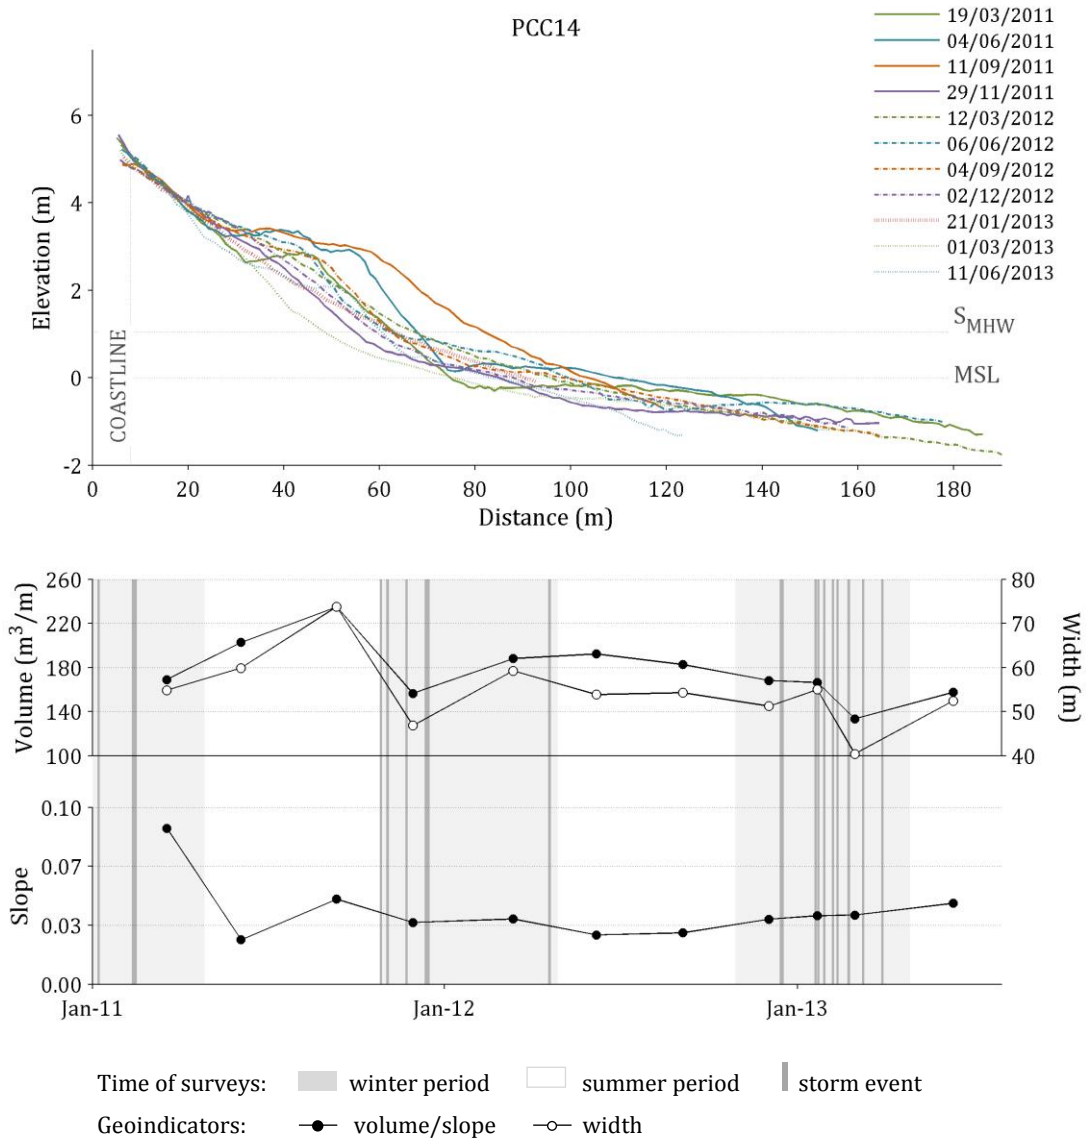 PCC14
19/03/2011
04/06/2011
11/09/2011
29/11/2011
12/03/2012
06/06/2012
04/09/2012
02/12/2012
21/01/2013
01/03/2013
11/06/2013
Elevation (m)
6
4
2
0
-2
COASTLINE
S_MHW
MSL
0 20 40 60 80 100 120 140 160 180
Distance (m)
Volume (m³/m)
260
220
180
140
100
80
70
60
50
40
Width (m)
Slope
0.10
0.07
0.03
0.00
Jan-11 Jan-12 Jan-13
Time of surveys: winter period summer period storm event
Geoindicators: volume/slope width